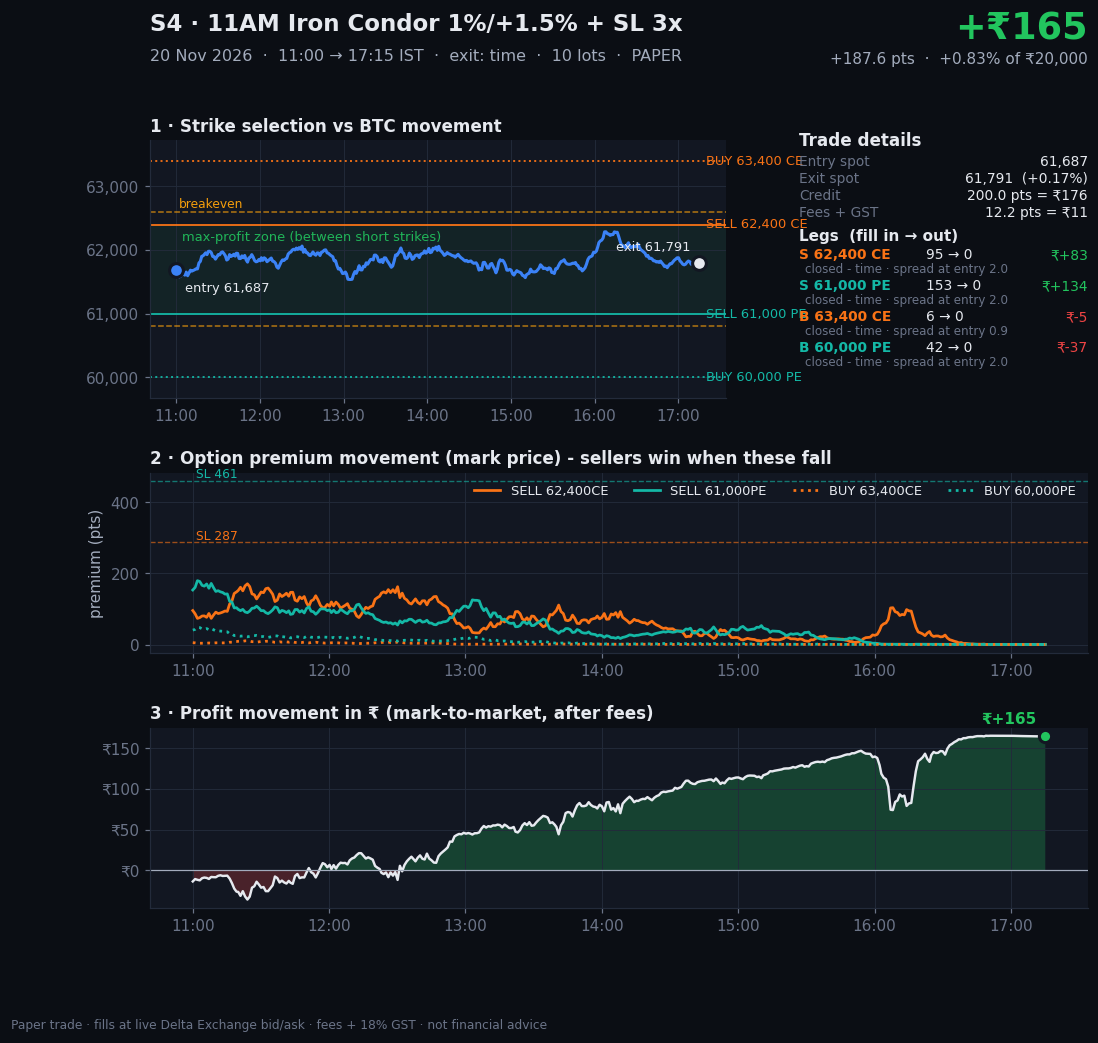 S4 · 11AM Iron Condor 1%/+1.5% + SL 3x
+₹165
20 Nov 2026 · 11:00 → 17:15 IST · exit: time · 10 lots · PAPER
+187.6 pts · +0.83% of ₹20,000
1 · Strike selection vs BTC movement
63,000
62,000
61,000
60,000
BUY 63,400 CE
breakeven
SELL 62,400 CE
max-profit zone (between short strikes)
exit 61,791
entry 61,687
SELL 61,000 PE
BUY 60,000 PE
11:00 12:00 13:00 14:00 15:00 16:00 17:00
Trade details
Entry spot 61,687
Exit spot 61,791 (+0.17%)
Credit 200.0 pts = ₹176
Fees + GST 12.2 pts = ₹11
Legs (fill in → out)
S 62,400 CE 95 → 0 ₹+83
closed - time · spread at entry 2.0
S 61,000 PE 153 → 0 ₹+134
closed - time · spread at entry 2.0
B 63,400 CE 6 → 0 ₹-5
closed - time · spread at entry 0.9
B 60,000 PE 42 → 0 ₹-37
closed - time · spread at entry 2.0
2 · Option premium movement (mark price) - sellers win when these fall
SL 461
SELL 62,400CE SELL 61,000PE BUY 63,400CE BUY 60,000PE
SL 287
premium (pts)
400
200
0
11:00 12:00 13:00 14:00 15:00 16:00 17:00
3 · Profit movement in ₹ (mark-to-market, after fees)
₹+165
₹150
₹100
₹50
₹0
11:00 12:00 13:00 14:00 15:00 16:00 17:00
Paper trade · fills at live Delta Exchange bid/ask · fees + 18% GST · not financial advice